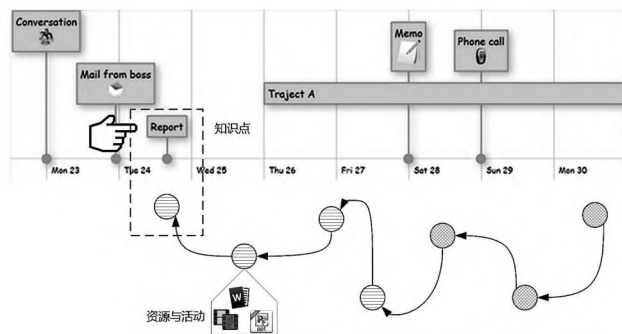 Conversation
Memo
Phone call
Mail from boss
Traject A
Report
知识点
Mon 23
Tue 24
Wed 25
Thu 26
Fri 27
Sat 28
Sun 29
Mon 30
W
资源与活动
ppt